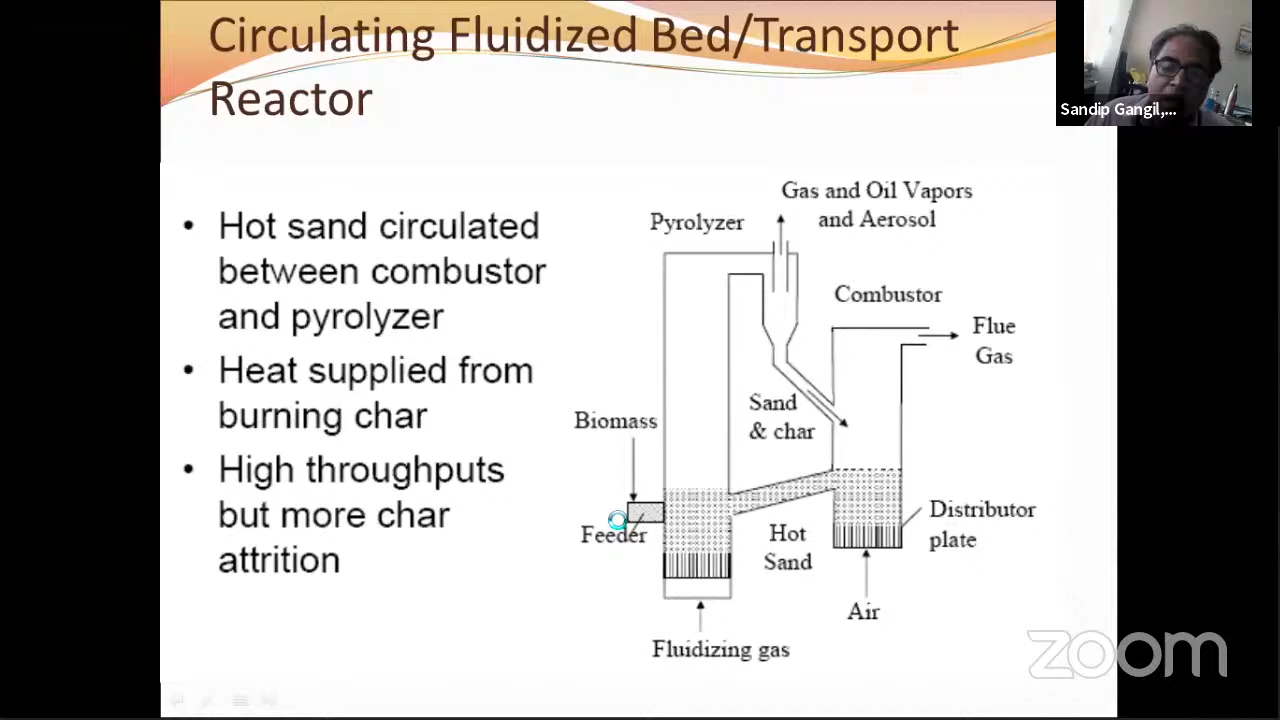 Circulating Fluidized Bed/Transport
Reactor
Sandip Gangil,...
• Hot sand circulated
between combustor
and pyrolyzer
• Heat supplied from
burning char
• High throughputs
but more char
attrition
Gas and Oil Vapors
and Aerosol
Pyrolyzer
Combustor
Flue
Gas
Sand
& char
Biomass
Feeder
Hot
Sand
Distributor
plate
Air
Fluidizing gas
zoom